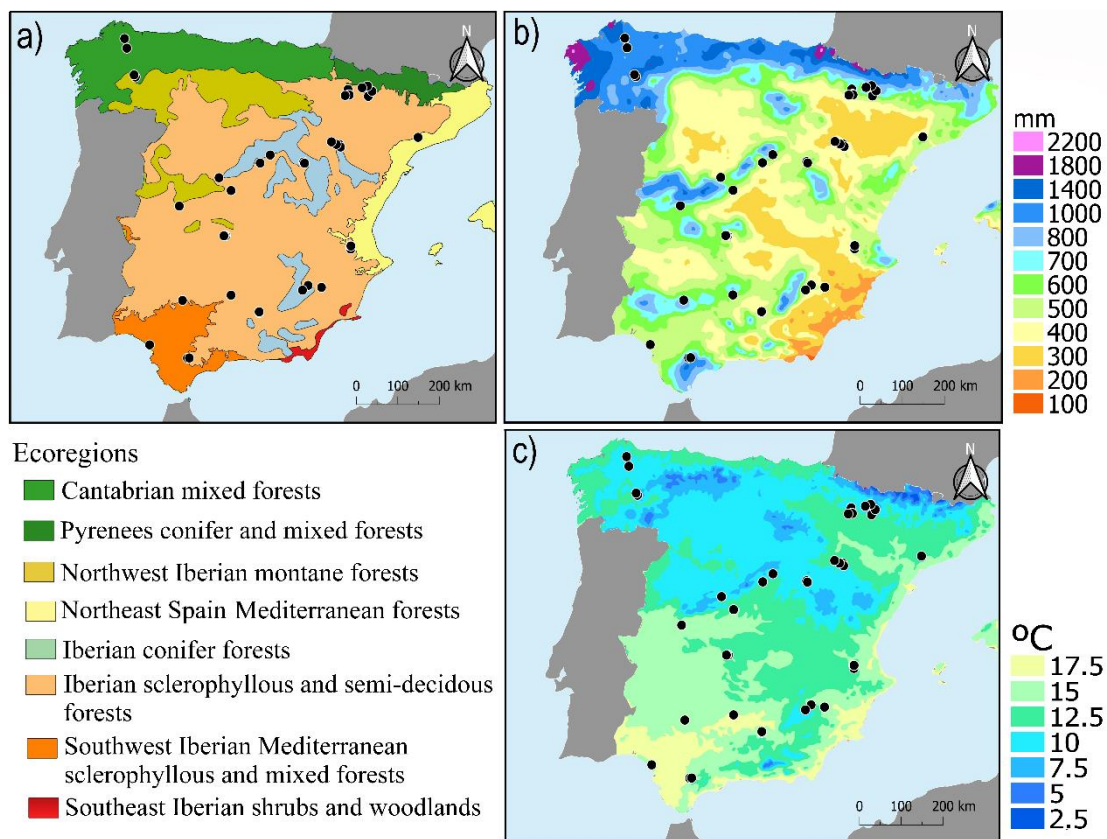 a)
N
0 100 200 km
b)
N
0 100 200 km
mm
2200
1800
1400
1000
800
700
600
500
400
300
200
100
Ecoregions
Cantabrian mixed forests
Pyrenees conifer and mixed forests
Northwest Iberian montane forests
Northeast Spain Mediterranean forests
Iberian conifer forests
Iberian sclerophyllous and semi-decidous
forests
Southwest Iberian Mediterranean
sclerophyllous and mixed forests
Southeast Iberian shrubs and woodlands
c)
N
0 100 200 km
ºC
17.5
15
12.5
10
7.5
5
2.5